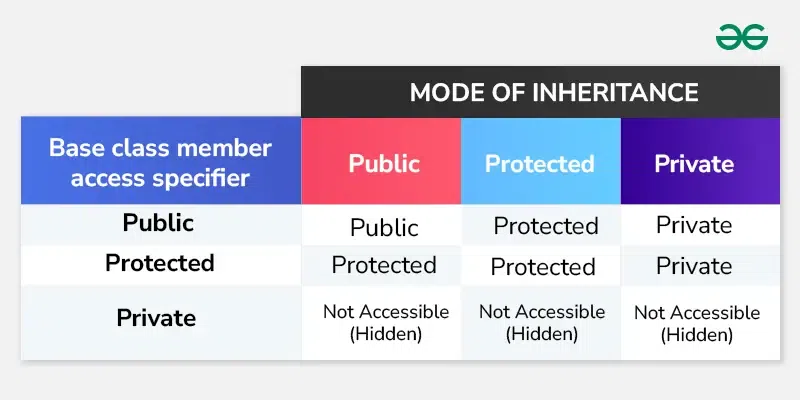 MODE OF INHERITANCE
Base class member
access specifier
Public
Protected
Private
Public
Public
Protected
Private
Protected
Protected
Protected
Private
Private
Not Accessible
(Hidden)
Not Accessible
(Hidden)
Not Accessible
(Hidden)